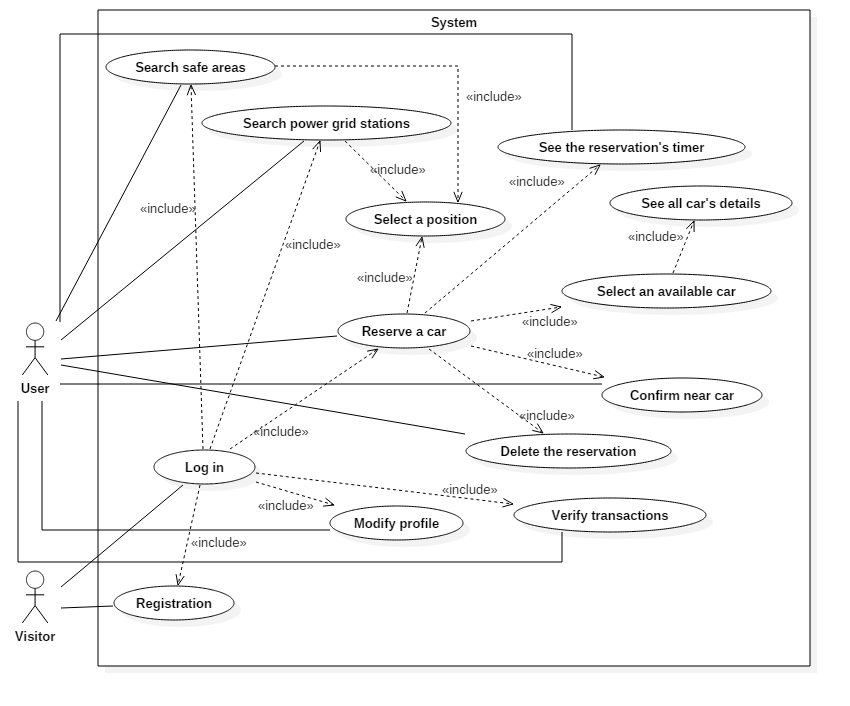 System
Search safe areas
«include»
Search power grid stations
See the reservation's timer
«include»
«include»
See all car's details
«include»
Select a position
«include»
«include»
«include»
Select an available car
Reserve a car
«include»
«include»
User
Confirm near car
«include»
«include»
Delete the reservation
Log in
«include»
«include»
Modify profile
Verify transactions
«include»
Registration
Visitor